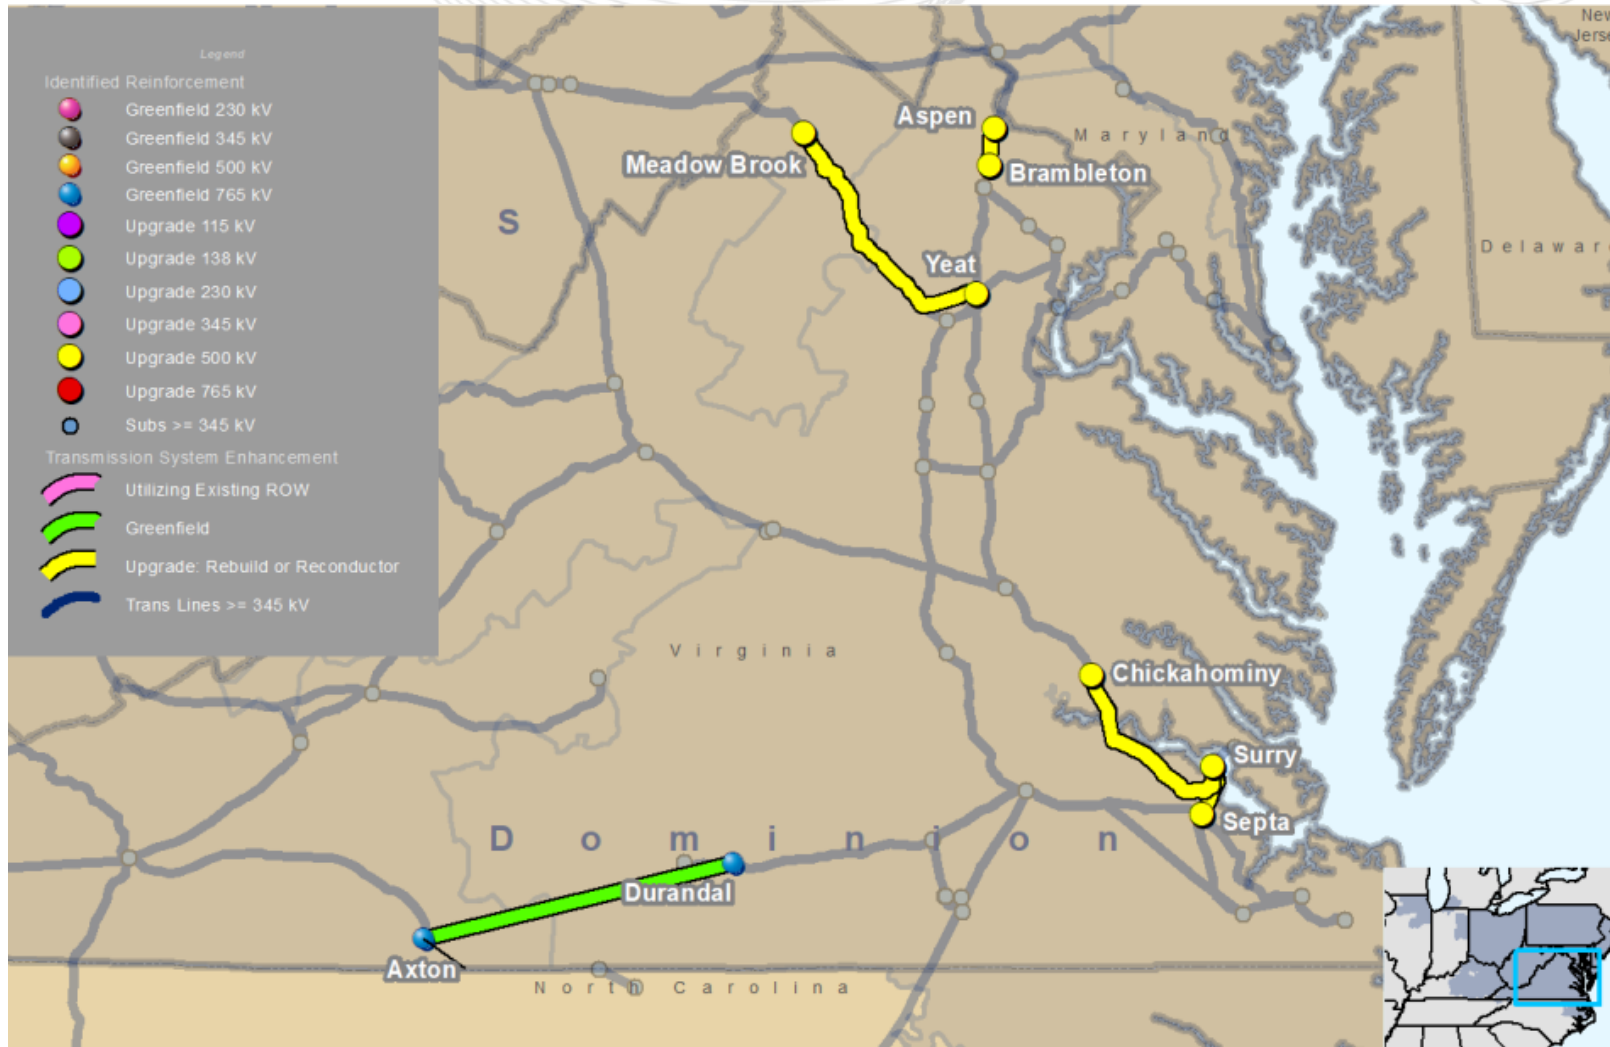 Legend
Identified Reinforcement
Greenfield 230 kV
Greenfield 345 kV
Greenfield 500 kV
Greenfield 765 kV
Upgrade 115 kV
Upgrade 138 kV
Upgrade 230 kV
Upgrade 345 kV
Upgrade 500 kV
Upgrade 765 kV
Subs >= 345 kV
Transmission System Enhancement
Utilizing Existing ROW
Greenfield
Upgrade: Rebuild or Reconductor
Trans Lines >= 345 kV
New
Jerse
Aspen
Maryland
Meadow Brook
Brambleton
S
Delawar
Yeat
Virginia
Chickahominy
Surry
Septa
Dominion
Durandal
Axton
North Carolina